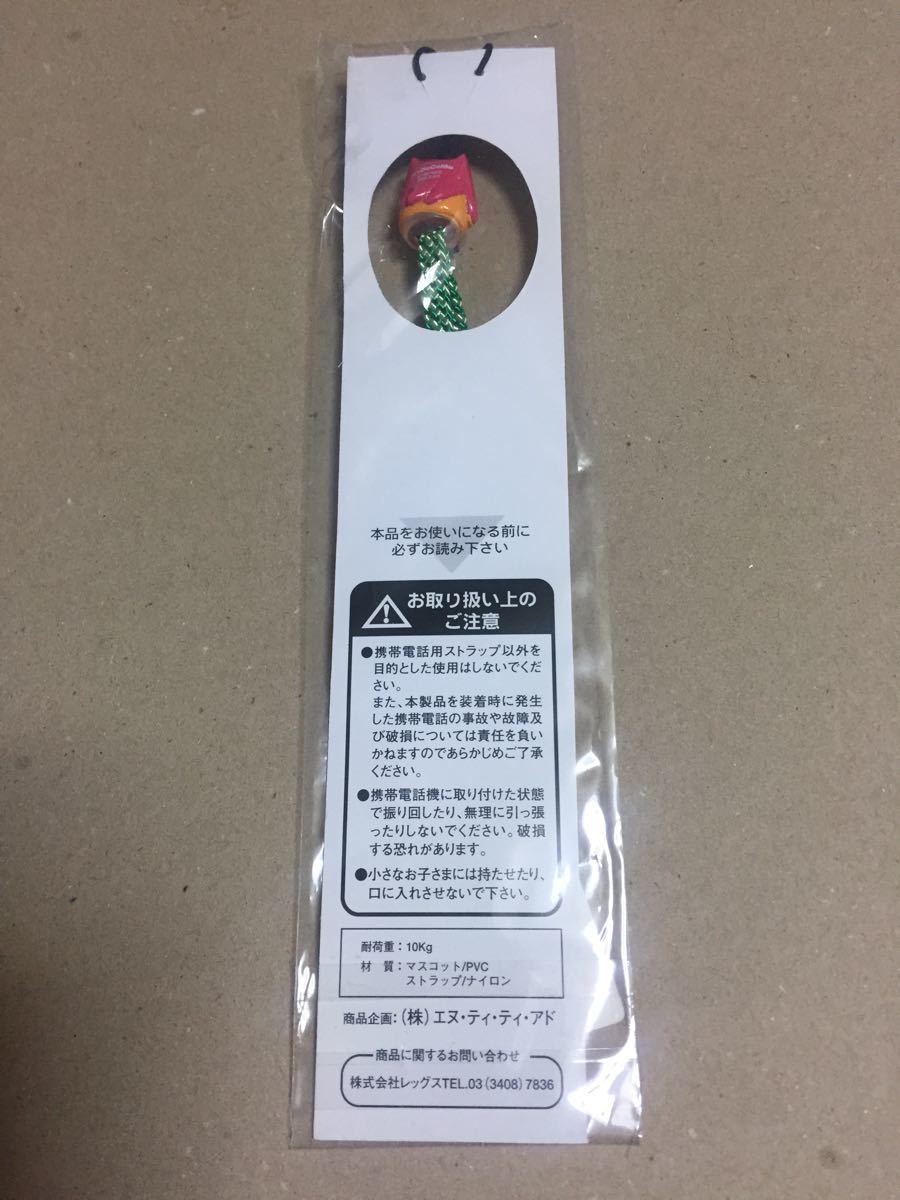 本品をお使いになる前に
必ずお読み下さい
お取り扱い上の
ご注意
●携帯電話用ストラップ以外を
目的とした使用はしないでくだ
さい。
また、本製品を装着時に発生
した携帯電話の事故や故障及
び破損については責任を負い
かねますのであらかじめご了承
ください。
●携帯電話機に取り付けた状態
で振り回したり、無理に引っ張
ったりしないでください。破損
する恐れがあります。
●小さなお子さまには持たせたり、
口に入れさせないで下さい。
耐荷重：10Kg
材　質：マスコット/PVC
ストラップ/ナイロン
商品企画：（株）エヌ・ティ・ティ・アド
商品に関するお問い合わせ
株式会社レッグスTEL.03（3408）7836